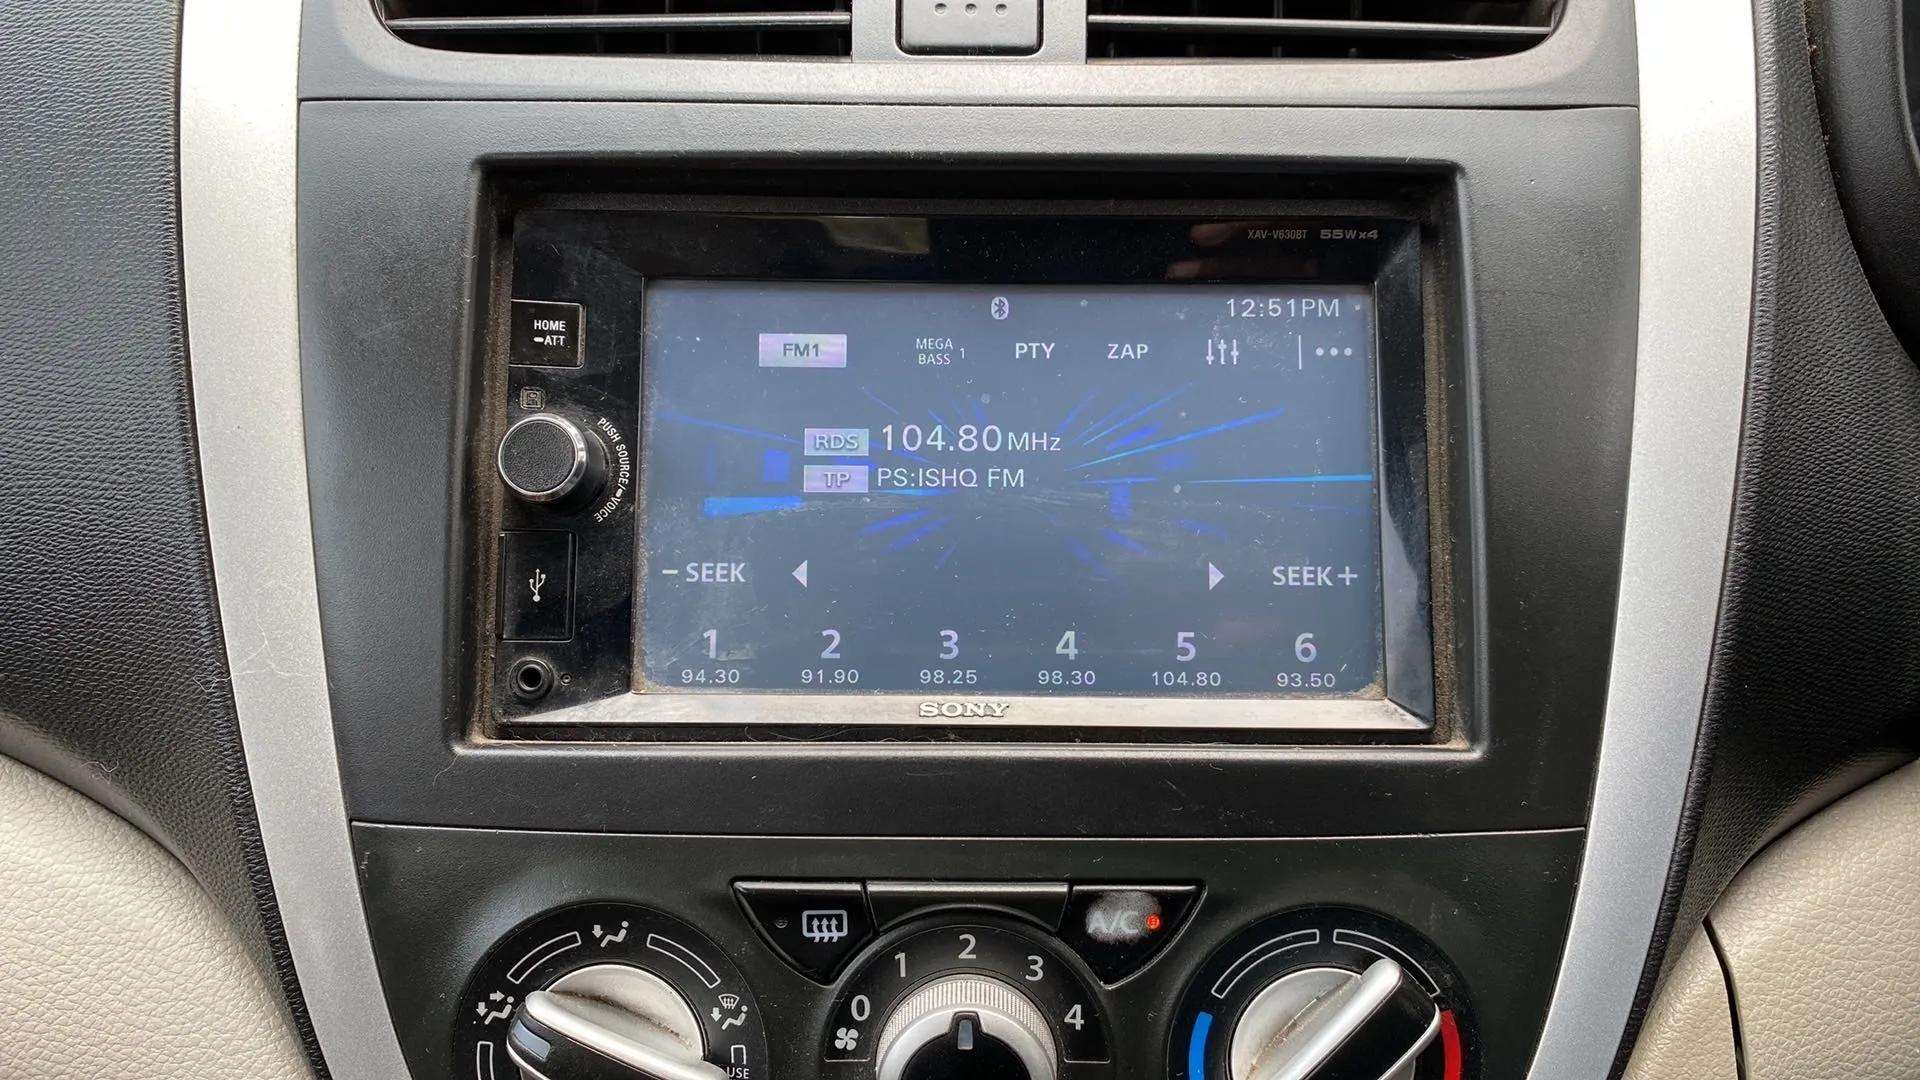 XAV-V630BT 55Wx4
12:51PM
HOME
ATT
FM1
MEGA
BASS 1
PTY
ZAP
PUSH SOURCE/VOICE
RDS 104.80MHz
TP PS:ISHQ FM
− SEEK
SEEK +
1 2 3 4 5 6
94.30 91.90 98.25 98.30 104.80 93.50
SONY
A/C
0 1 2 3 4
USE